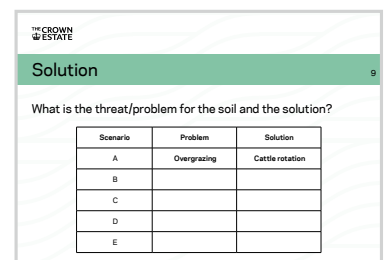 THE CROWN
ESTATE
Solution
9
What is the threat/problem for the soil and the solution?
Scenario Problem Solution
A Overgrazing Cattle rotation
B
C
D
E